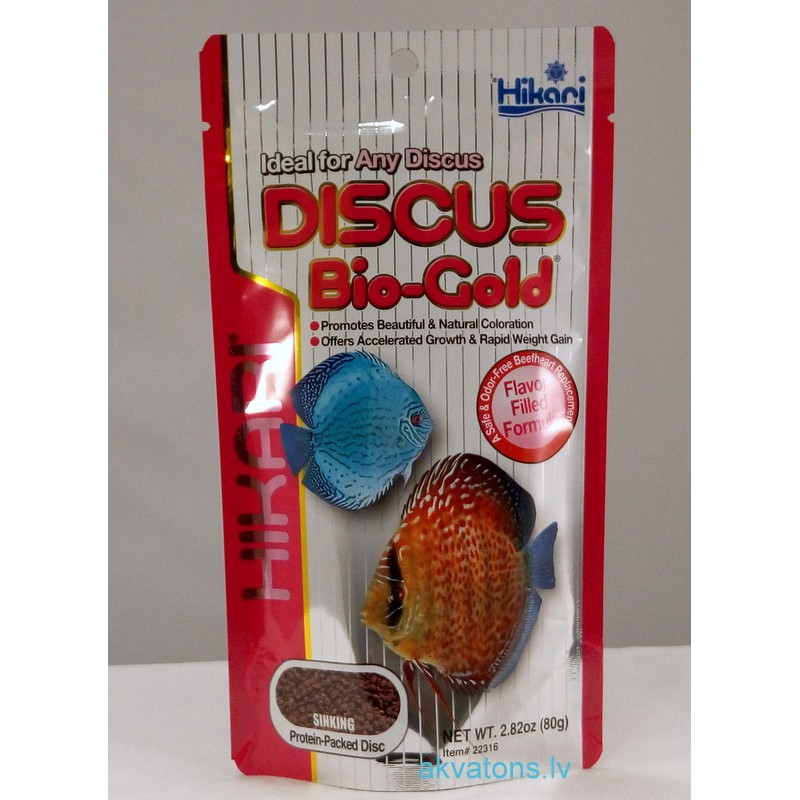 Hikari
Ideal for Any Discus
DISCUS
Bio-Gold®
Promotes Beautiful & Natural Coloration
Offers Accelerated Growth & Rapid Weight Gain
A Safe & Odor-Free Beefheart Replacement
Flavor
Filled
Formula
HIKARI
SINKING
Protein-Packed Disc
NET WT. 2.82oz (80g)
Item# 22316
akvatons.lv